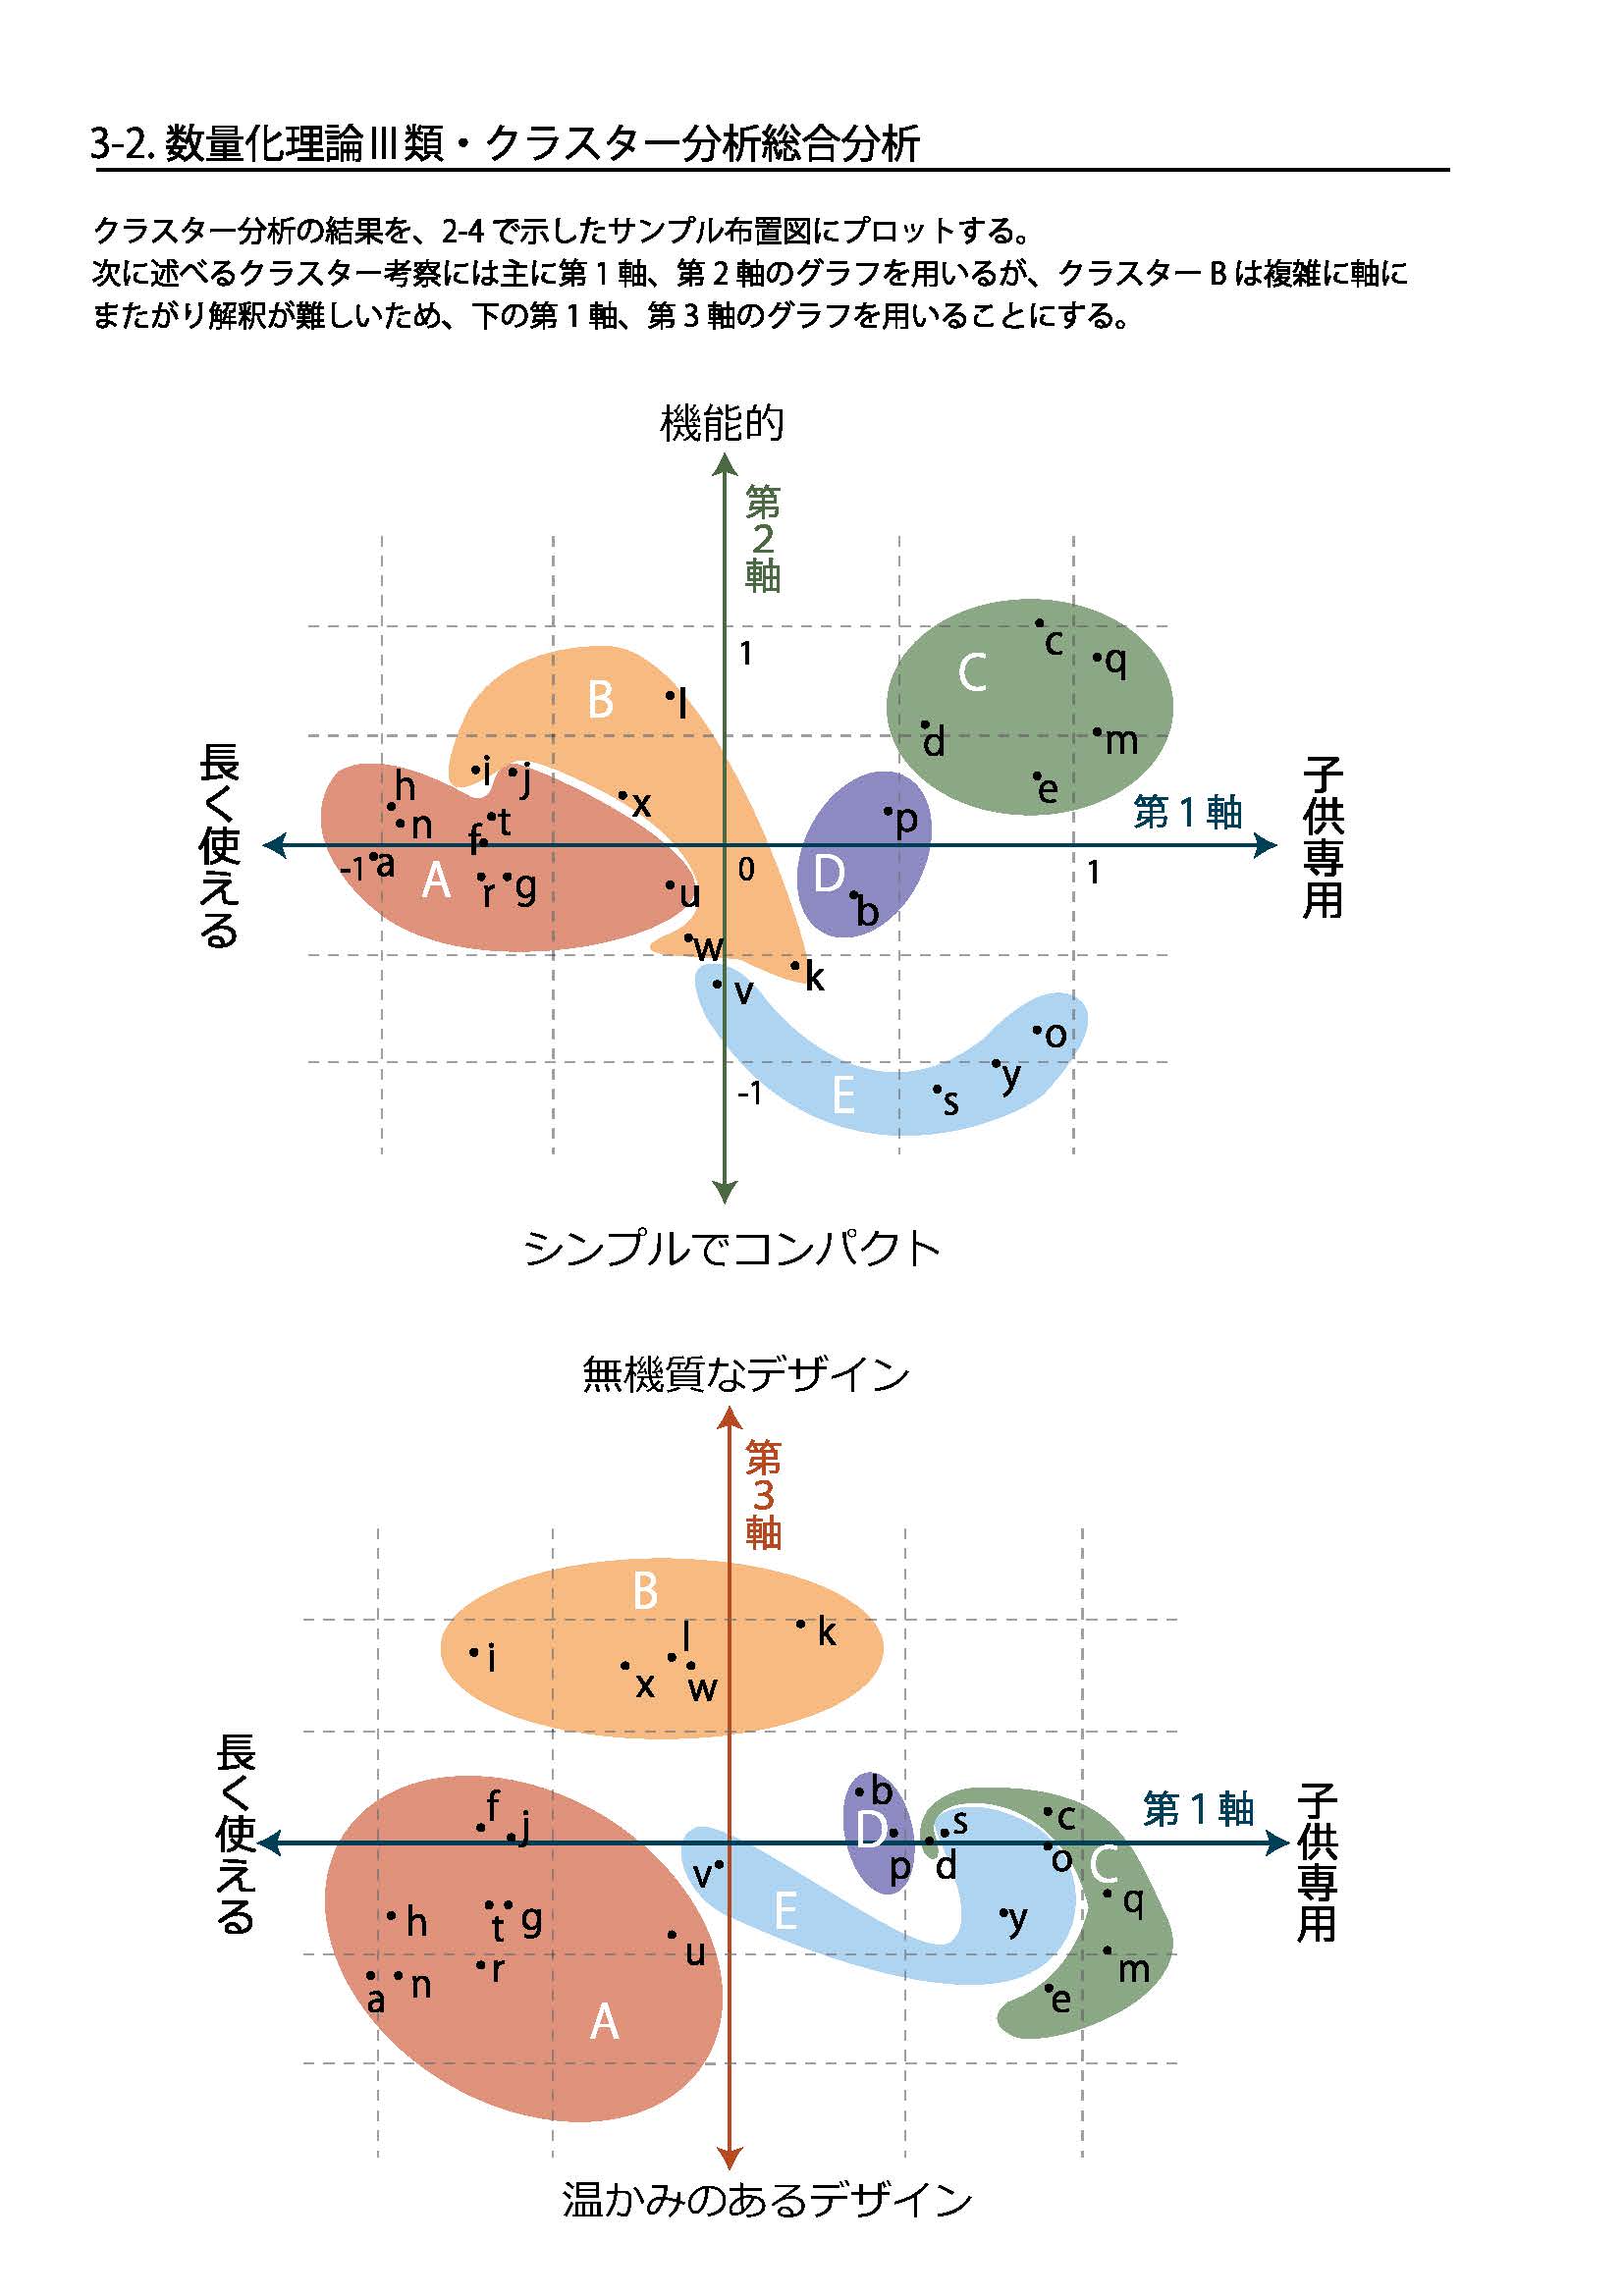 3-2. 数量化理論Ⅲ類・クラスター分析総合分析
クラスター分析の結果を、2-4 で示したサンプル布置図にプロットする。
次に述べるクラスター考察には主に第 1 軸、第 2 軸のグラフを用いるが、クラスター B は複雑に軸に
またがり解釈が難しいため、下の第 1 軸、第 3 軸のグラフを用いることにする。
機能的
第2軸
1
C
c
q
B
l
d
m
長く使える
子供専用
i
j
e
h
x
第 1 軸
n
t
p
f
-1
a
A
r
g
u
0
D
b
1
w
k
v
o
y
E
s
-1
シンプルでコンパクト
無機質なデザイン
第3軸
B
l
k
i
x
w
長く使える
子供専用
f
j
b
D
s
c
第 1 軸
v
p
d
o
C
h
t
g
E
y
q
u
r
m
a
n
e
A
温かみのあるデザイン